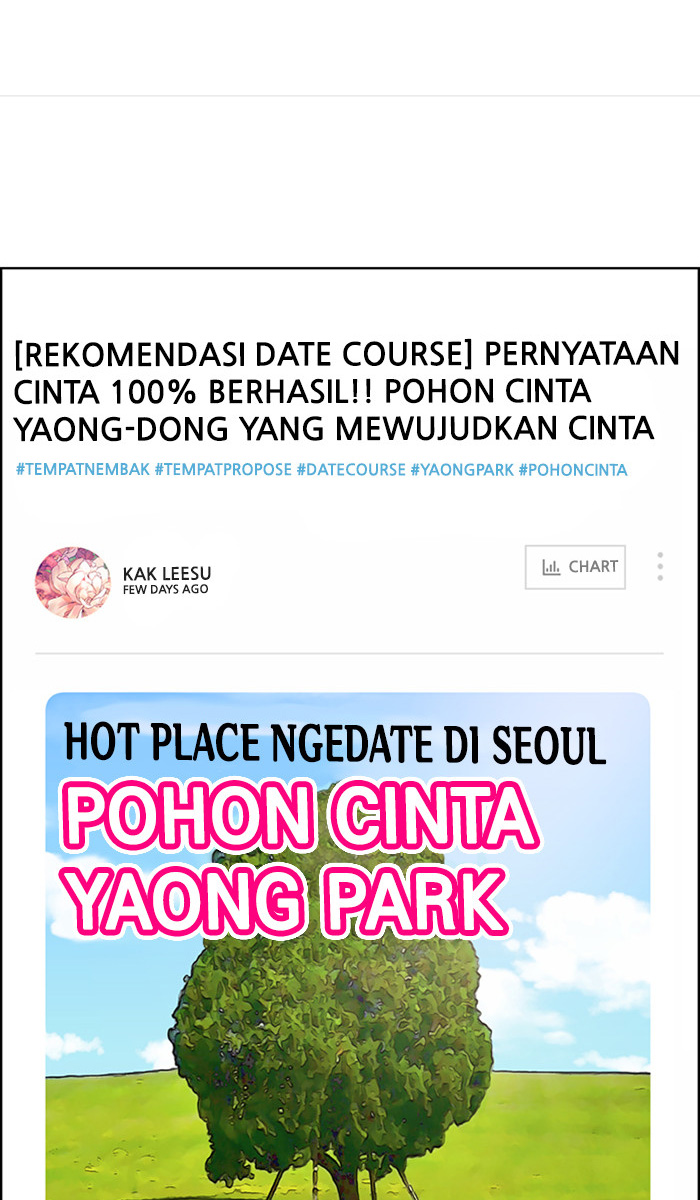 [REKOMENDASI DATE COURSE] PERNYATAAN
CINTA 100% BERHASIL!! POHON CINTA
YAONG-DONG YANG MEWUJUDKAN CINTA
#TEMPATNEMBAK #TEMPATPROPOSE #DATECOURSE #YAONGPARK #POHONCINTA
KAK LEESU
FEW DAYS AGO
CHART
HOT PLACE NGEDATE DI SEOUL
POHON CINTA
YAONG PARK